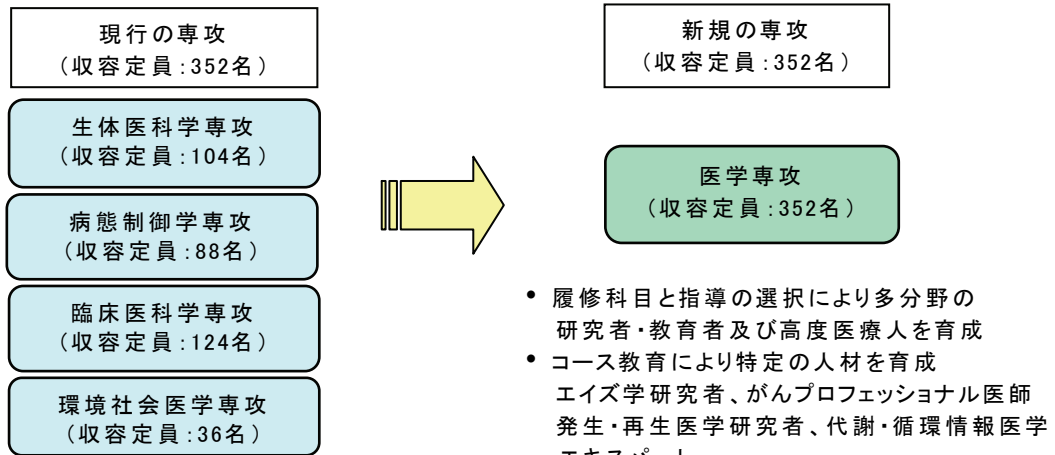 現行の専攻
（収容定員:352名）
生体医科学専攻
（収容定員:104名）
病態制御学専攻
（収容定員:88名）
臨床医科学専攻
（収容定員:124名）
環境社会医学専攻
（収容定員:36名）
新規の専攻
（収容定員:352名）
医学専攻
（収容定員:352名）
• 履修科目と指導の選択により多分野の
研究者・教育者及び高度医療人を育成
• コース教育により特定の人材を育成
エイズ学研究者、がんプロフェッショナル医師
発生・再生医学研究者、代謝・循環情報医学
エキスパート